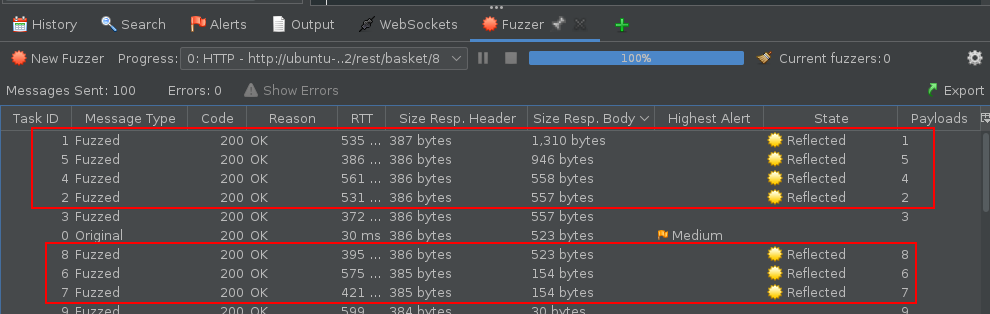 History Search Alerts Output WebSockets Fuzzer
New Fuzzer Progress: 0: HTTP - http://ubuntu-..2/rest/basket/8 100% Current fuzzers:0
Messages Sent: 100 Errors: 0 Show Errors Export
Task ID Message Type Code Reason RTT Size Resp. Header Size Resp. Body Highest Alert State Payloads
1 Fuzzed 200 OK 535 ... 387 bytes 1,310 bytes Reflected 1
5 Fuzzed 200 OK 386 ... 386 bytes 946 bytes Reflected 5
4 Fuzzed 200 OK 561 ... 386 bytes 558 bytes Reflected 4
2 Fuzzed 200 OK 531 ... 386 bytes 557 bytes Reflected 2
3 Fuzzed 200 OK 372 ... 386 bytes 557 bytes 3
0 Original 200 OK 30 ms 386 bytes 523 bytes Medium
8 Fuzzed 200 OK 395 ... 386 bytes 523 bytes Reflected 8
6 Fuzzed 200 OK 575 ... 385 bytes 154 bytes Reflected 6
7 Fuzzed 200 OK 421 ... 385 bytes 154 bytes Reflected 7
9 Fuzzed 200 OK 599 ... 384 bytes 30 bytes 9